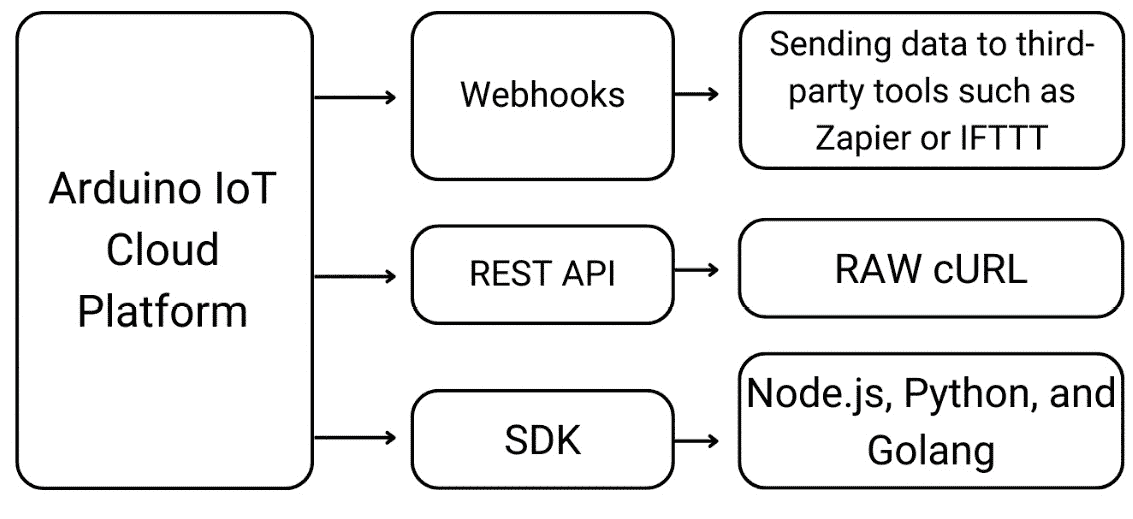 Arduino IoT
Cloud
Platform
Webhooks
Sending data to third-
party tools such as
Zapier or IFTTT
REST API
RAW cURL
SDK
Node.js, Python, and
Golang